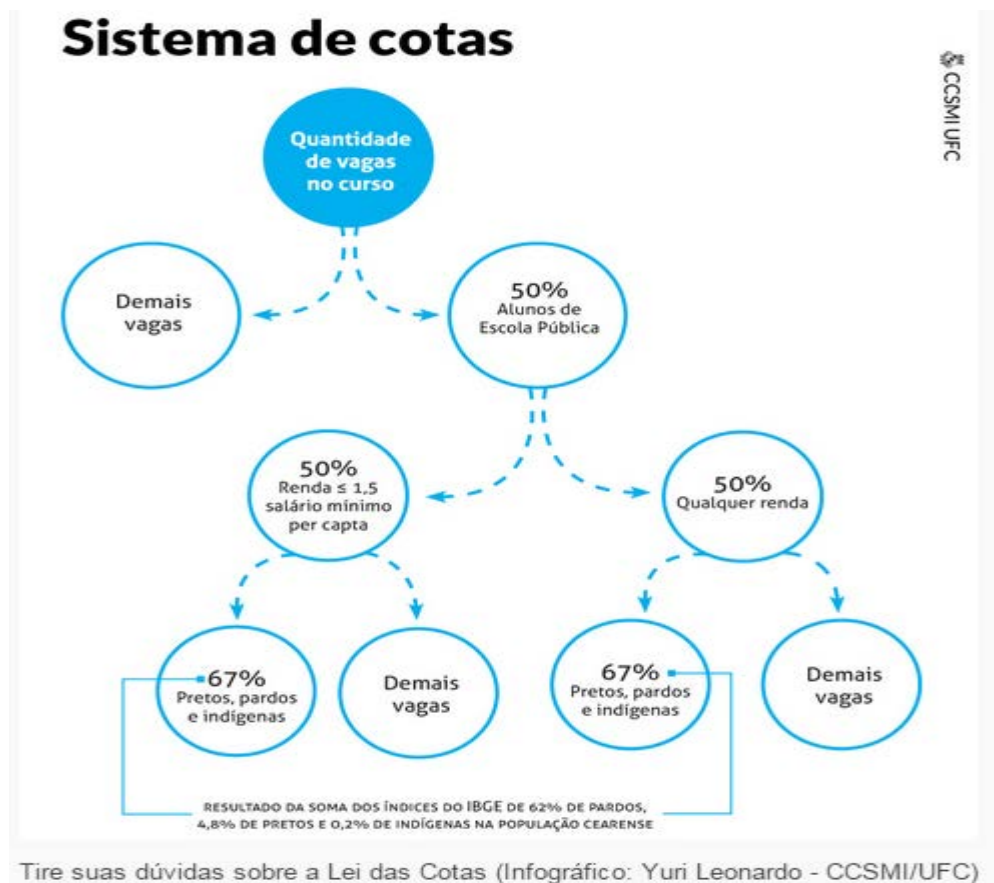 Sistema de cotas
CCSMI UFC
Quantidade
de vagas
no curso
Demais
vagas
50%
Alunos de
Escola Pública
50%
Renda ≤ 1,5
salário mínimo
per capta
50%
Qualquer renda
67%
Pretos, pardos
e indígenas
Demais
vagas
67%
Pretos, pardos
e indígenas
Demais
vagas
RESULTADO DA SOMA DOS ÍNDICES DO IBGE DE 62% DE PARDOS,
4,8% DE PRETOS E 0,2% DE INDÍGENAS NA POPULAÇÃO CEARENSE
Tire suas dúvidas sobre a Lei das Cotas (Infográfico: Yuri Leonardo - CCSMI/UFC)